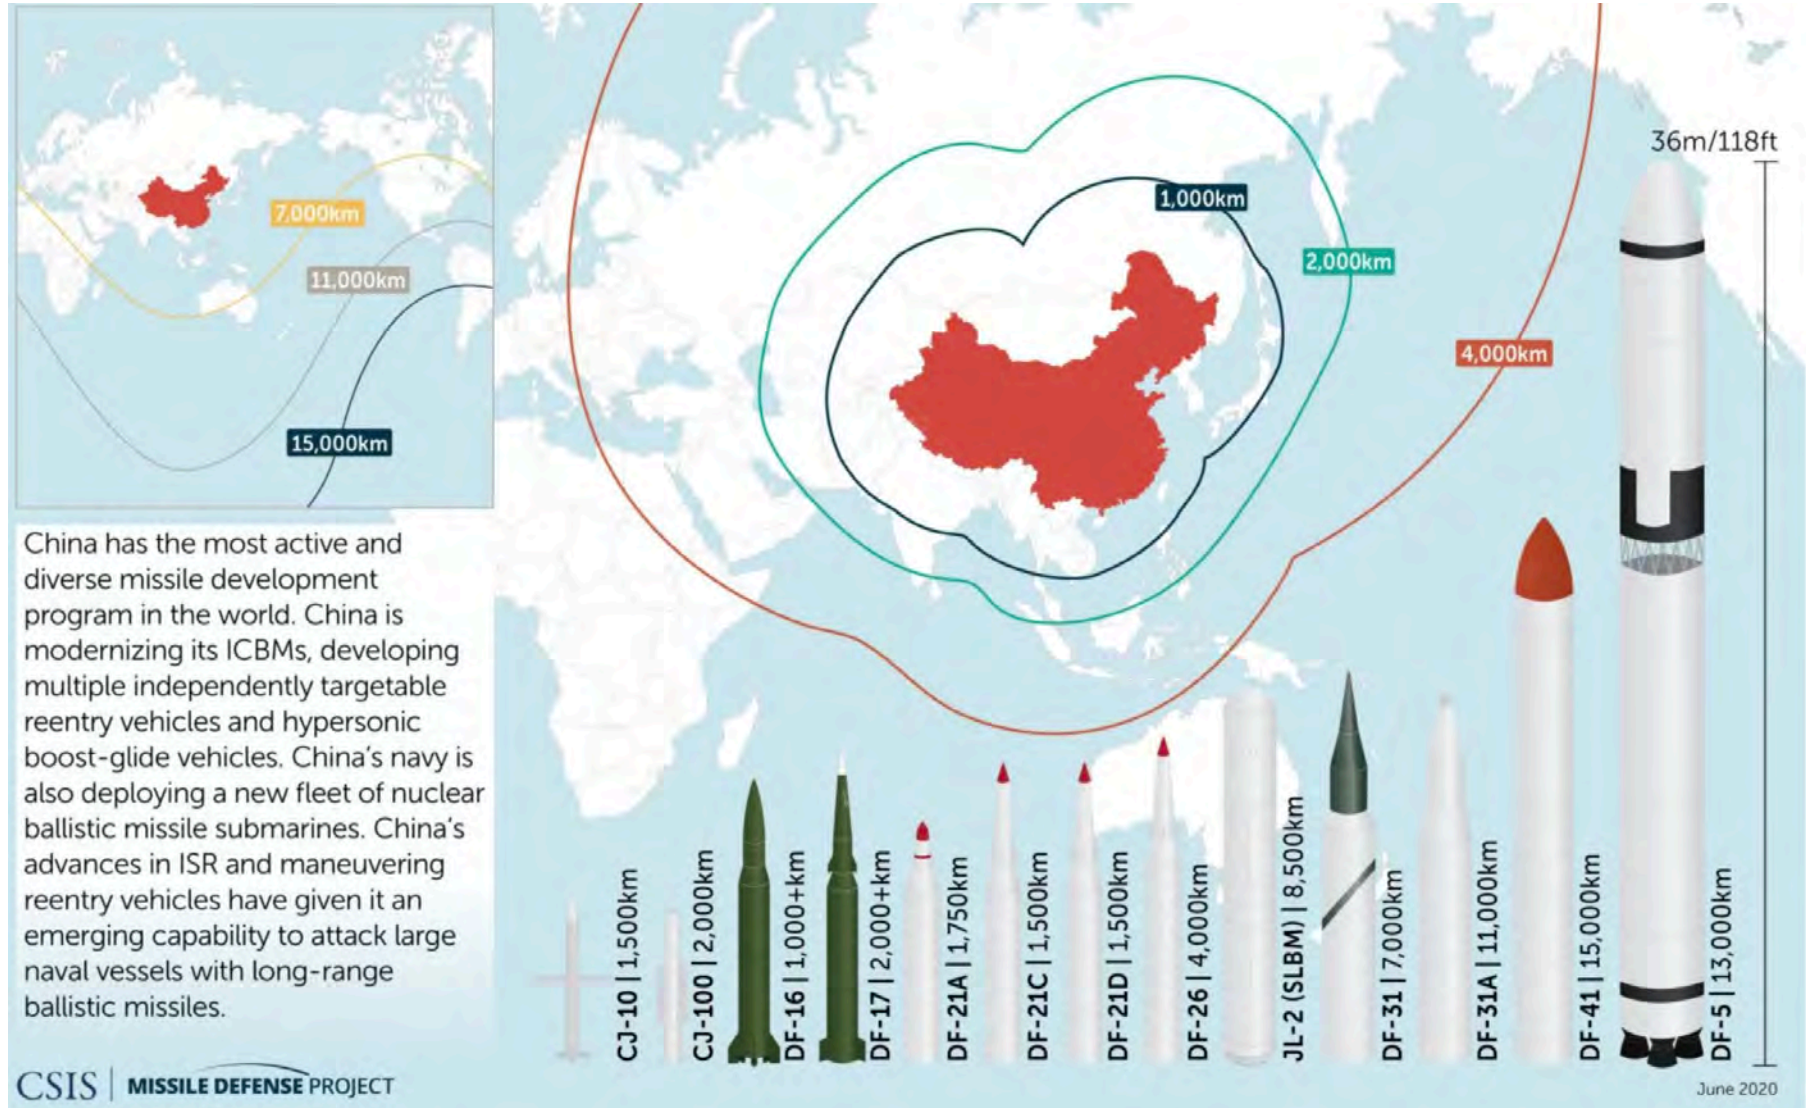 7,000km
11,000km
15,000km
1,000km
2,000km
4,000km
36m/118ft
China has the most active and
diverse missile development
program in the world. China is
modernizing its ICBMs, developing
multiple independently targetable
reentry vehicles and hypersonic
boost-glide vehicles. China's navy is
also deploying a new fleet of nuclear
ballistic missile submarines. China's
advances in ISR and maneuvering
reentry vehicles have given it an
emerging capability to attack large
naval vessels with long-range
ballistic missiles.
CJ-10 | 1,500km
CJ-100 | 2,000km
DF-16 | 1,000+km
DF-17 | 2,000+km
DF-21A | 1,750km
DF-21C | 1,500km
DF-21D | 1,500km
DF-26 | 4,000km
JL-2 (SLBM) | 8,500km
DF-31 | 7,000km
DF-31A | 11,000km
DF-41 | 15,000km
DF-5 | 13,000km
CSIS | MISSILE DEFENSE PROJECT
June 2020